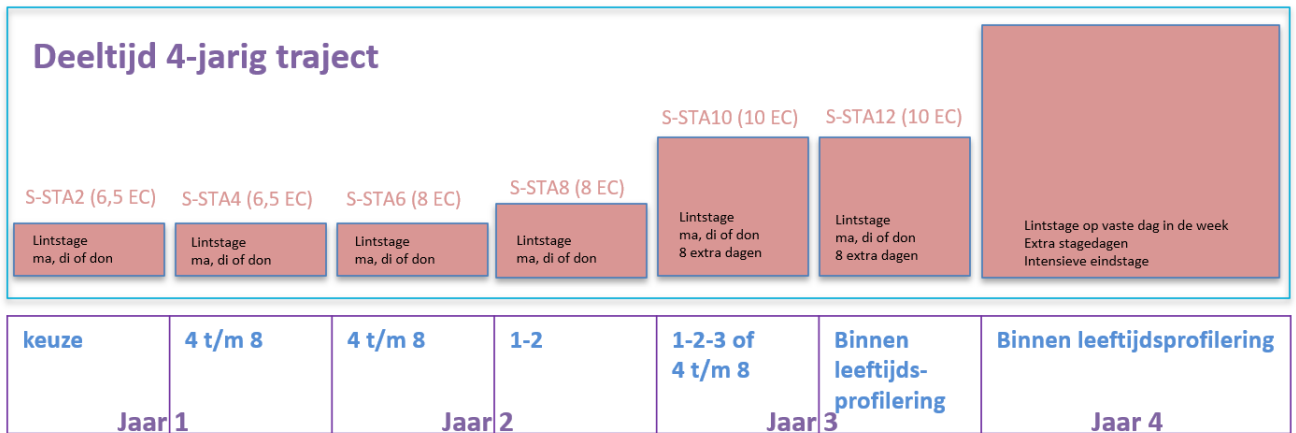 Deeltijd 4-jarig traject
S-STA2 (6,5 EC)
Lintstage
ma, di of don
S-STA4 (6,5 EC)
Lintstage
ma, di of don
S-STA6 (8 EC)
Lintstage
ma, di of don
S-STA8 (8 EC)
Lintstage
ma, di of don
S-STA10 (10 EC)
Lintstage
ma, di of don
8 extra dagen
S-STA12 (10 EC)
Lintstage
ma, di of don
8 extra dagen
Lintstage op vaste dag in de week
Extra stagedagen
Intensieve eindstage
keuze
4 t/m 8
Jaar 1
4 t/m 8
1-2
Jaar 2
1-2-3 of
4 t/m 8
Binnen
leeftijds-
profilering
Jaar 3
Binnen leeftijdsprofilering
Jaar 4